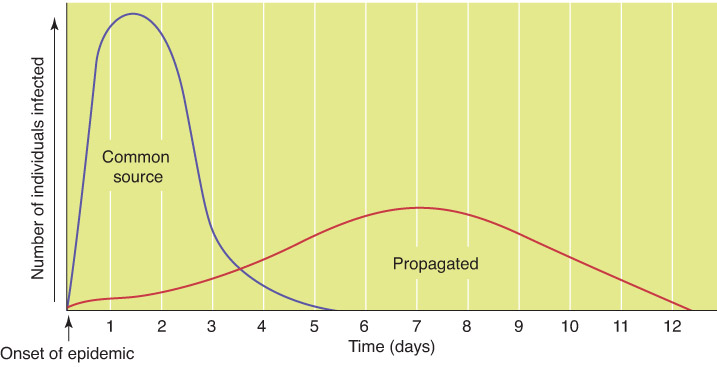 Number of individuals infected
Common
source
Propagated
1 2 3 4 5 6 7 8 9 10 11 12
Time (days)
Onset of epidemic